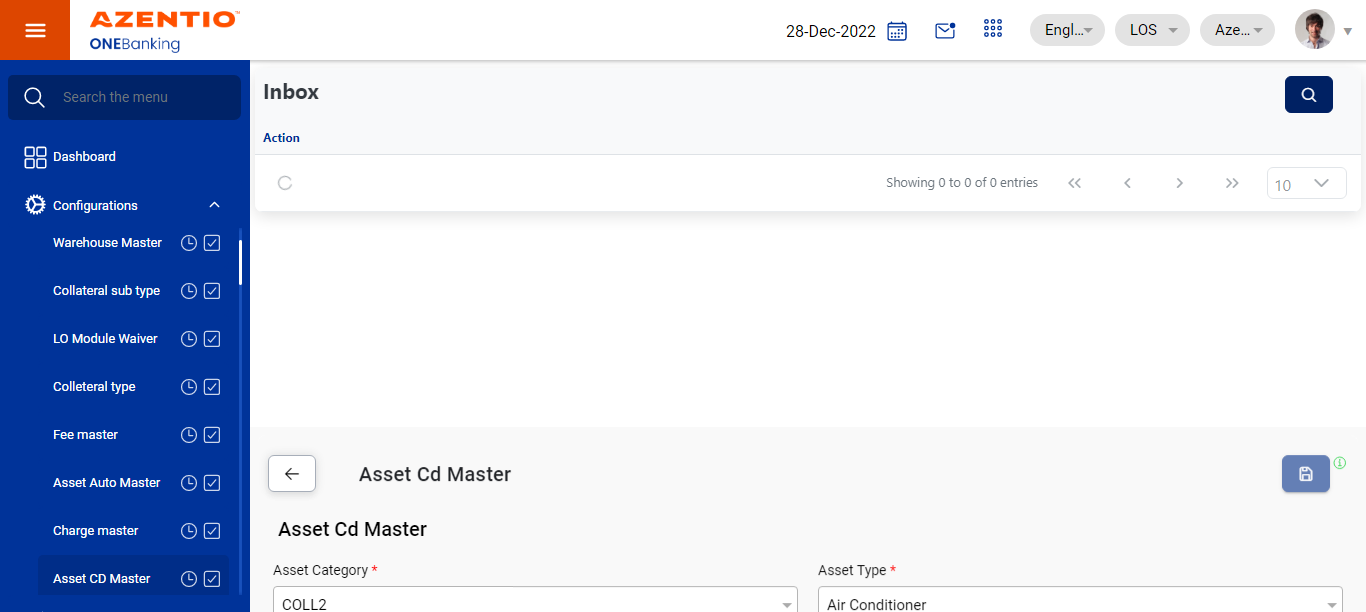 AZENTIO™
ONEBanking
28-Dec-2022
Engl...
LOS
Aze...
Search the menu
Dashboard
Configurations
Warehouse Master
Collateral sub type
LO Module Waiver
Colleteral type
Fee master
Asset Auto Master
Charge master
Asset CD Master
Inbox
Action
Showing 0 to 0 of 0 entries
10
Asset Cd Master
Asset Cd Master
Asset Category *
Asset Type *
COLL2
Air Conditioner